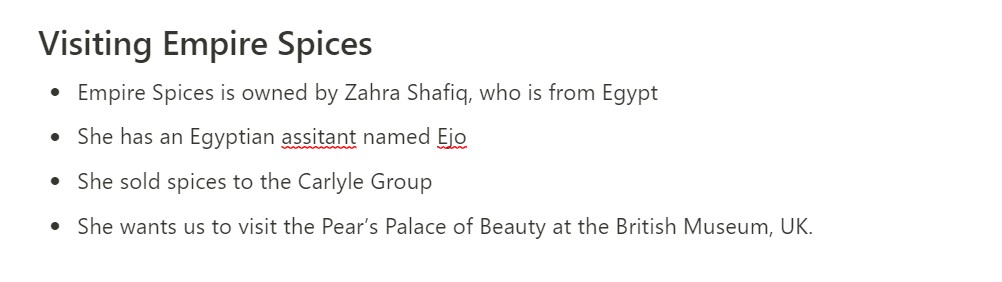 Visiting Empire Spices
• Empire Spices is owned by Zahra Shafiq, who is from Egypt
• She has an Egyptian assitant named Ejo
• She sold spices to the Carlyle Group
• She wants us to visit the Pear’s Palace of Beauty at the British Museum, UK.